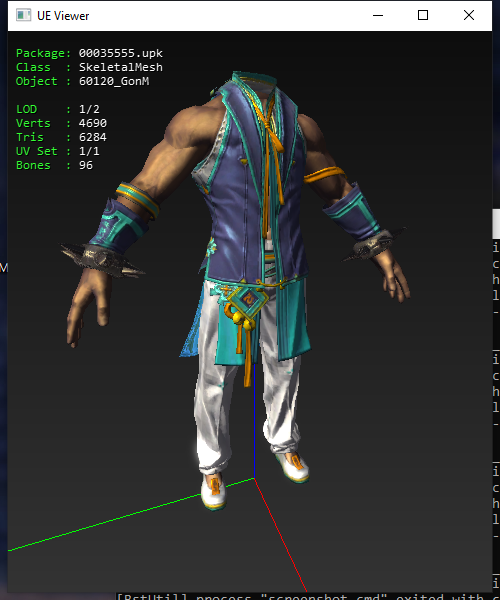 UE Viewer
Package: 00035555.upk
Class : SkeletalMesh
Object : 60120_GonM
LOD : 1/2
Verts : 4690
Tris : 6284
UV Set : 1/1
Bones : 96
M
i
c
h
l
-
i
c
h
l
-
i
c
h
l
-
i
[BstUtil] process "screenshot.cmd" exited with c